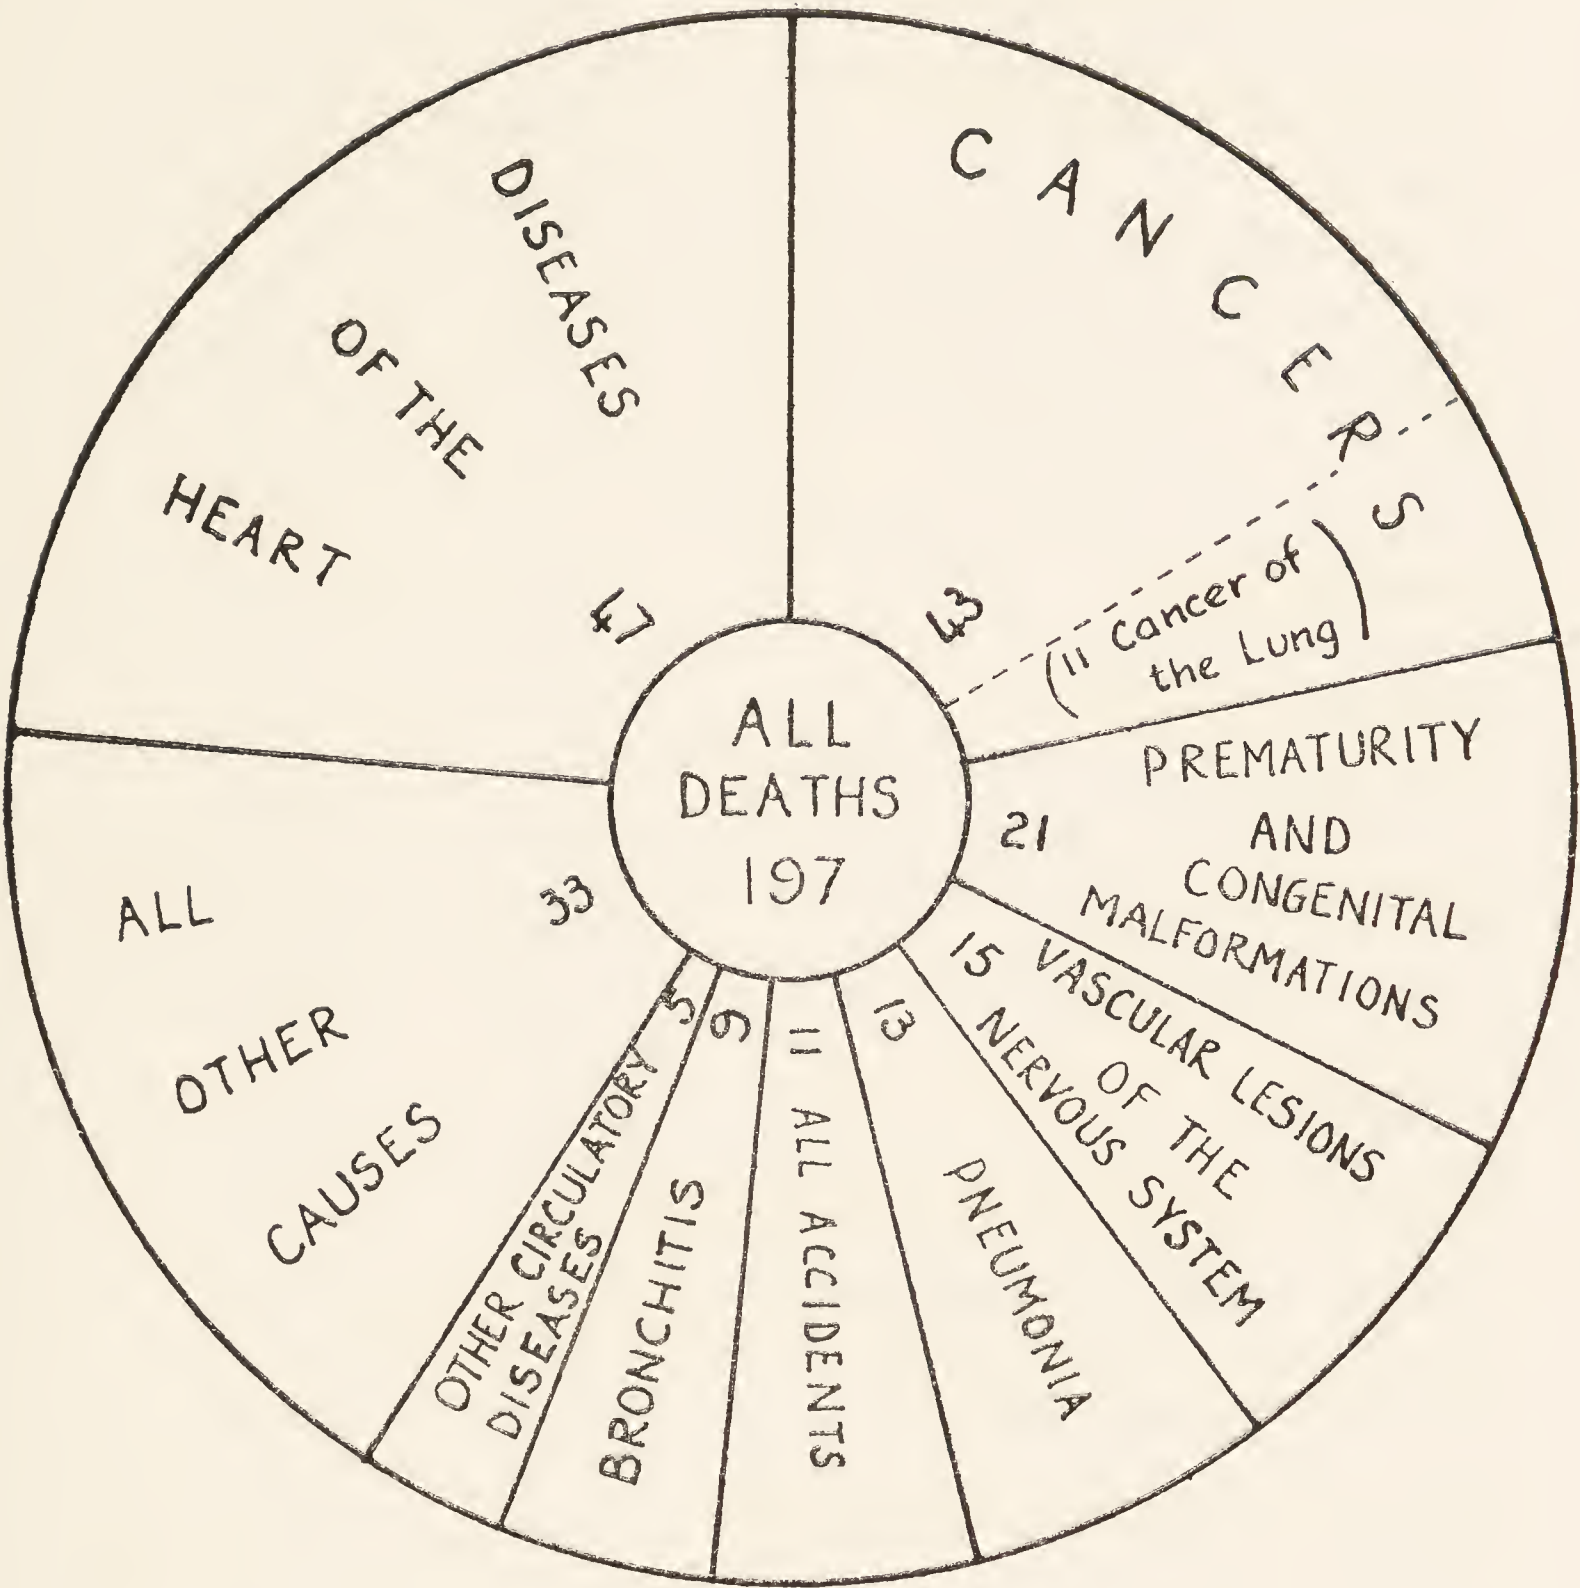 ALL
DEATHS
197
CANCERS
43
(11 Cancer of
the Lung)
PREMATURITY
AND
CONGENITAL
MALFORMATIONS
21
VASCULAR LESIONS
OF THE
NERVOUS SYSTEM
15
PNEUMONIA
13
11 ALL ACCIDENTS
BRONCHITIS
9
OTHER CIRCULATORY
DISEASES
5
ALL
OTHER
CAUSES
33
DISEASES
OF THE
HEART
47